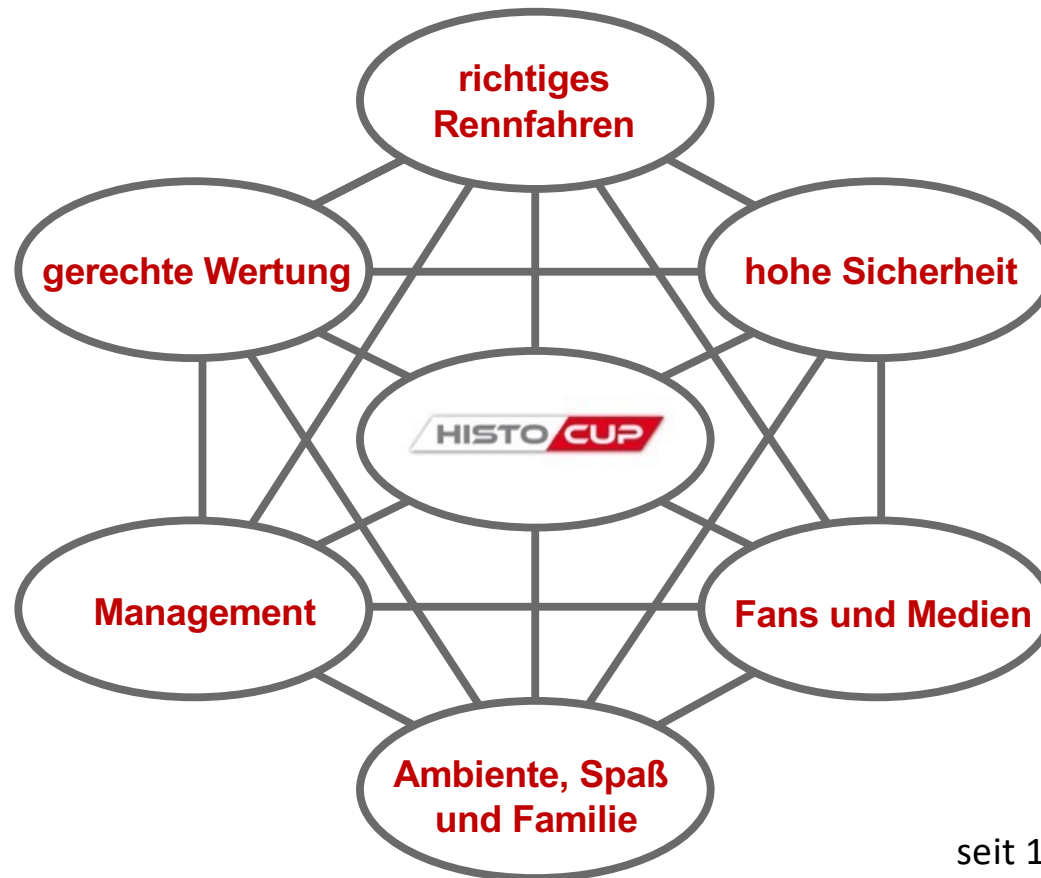 richtiges
Rennfahren
gerechte Wertung
hohe Sicherheit
HISTO CUP
Management
Fans und Medien
Ambiente, Spaß
und Familie
seit 1